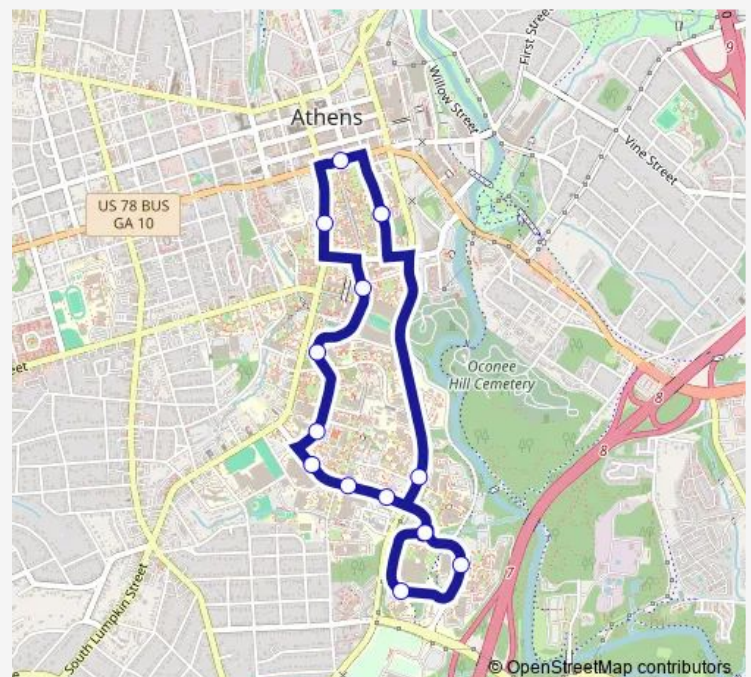 First Street
9
Willow Street
Athens
Vine Street
US 78 BUS
GA 10
Oconee
Hill Cemetery
8
8
7
South Lumpkin Street
© OpenStreetMap contributors